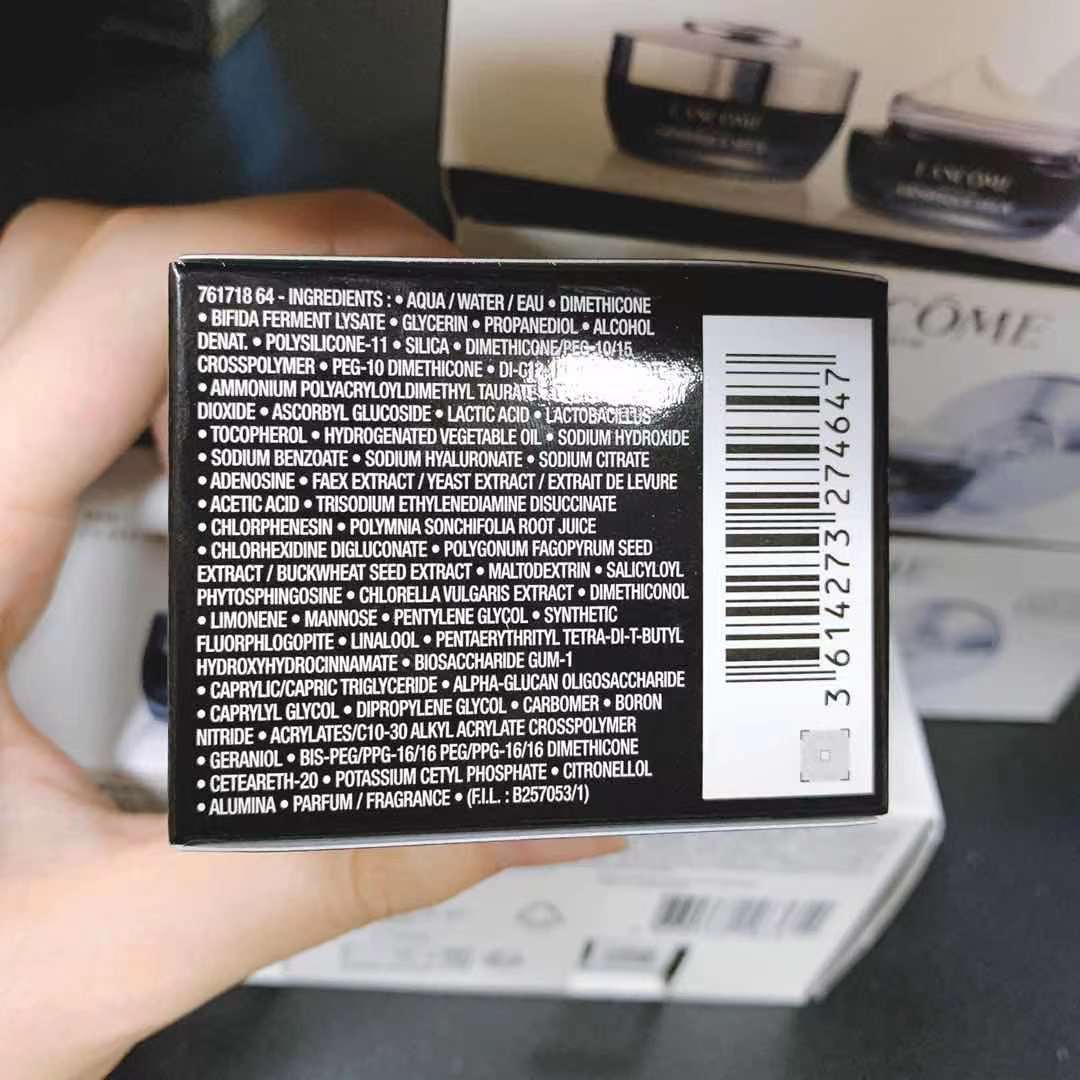 LANCÔME
LANCÔME
CÔME
761718 64 - INGREDIENTS : • AQUA / WATER / EAU • DIMETHICONE
• BIFIDA FERMENT LYSATE • GLYCERIN • PROPANEDIOL • ALCOHOL
DENAT. • POLYSILICONE-11 • SILICA • DIMETHICONE/PEG-10/15
CROSSPOLYMER • PEG-10 DIMETHICONE •
• AMMONIUM POLYACRYLOYLDIMETHYL TAURATE
DIOXIDE • ASCORBYL GLUCOSIDE • LACTIC ACID • LACTOBACILLUS
• TOCOPHEROL • HYDROGENATED VEGETABLE OIL • SODIUM HYDROXIDE
• SODIUM BENZOATE • SODIUM HYALURONATE • SODIUM CITRATE
• ADENOSINE • FAEX EXTRACT / YEAST EXTRACT / EXTRAIT DE LEVURE
• ACETIC ACID • TRISODIUM ETHYLENEDIAMINE DISUCCINATE
• CHLORPHENESIN • POLYMNIA SONCHIFOLIA ROOT JUICE
• CHLORHEXIDINE DIGLUCONATE • POLYGONUM FAGOPYRUM SEED
EXTRACT / BUCKWHEAT SEED EXTRACT • MALTODEXTRIN • SALICYLOYL
PHYTOSPHINGOSINE • CHLORELLA VULGARIS EXTRACT • DIMETHICONOL
• LIMONENE • MANNOSE • PENTYLENE GLYCOL • SYNTHETIC
FLUORPHLOGOPITE • LINALOOL • PENTAERYTHRITYL TETRA-DI-T-BUTYL
HYDROXYHYDROCINNAMATE • BIOSACCHARIDE GUM-1
• CAPRYLIC/CAPRIC TRIGLYCERIDE • ALPHA-GLUCAN OLIGOSACCHARIDE
• CAPRYLYL GLYCOL • DIPROPYLENE GLYCOL • CARBOMER • BORON
NITRIDE • ACRYLATES/C10-30 ALKYL ACRYLATE CROSSPOLYMER
• GERANIOL • BIS-PEG/PPG-16/16 PEG/PPG-16/16 DIMETHICONE
• CETEARETH-20 • POTASSIUM CETYL PHOSPHATE • CITRONELLOL
• ALUMINA • PARFUM / FRAGRANCE • (F.I.L. : B257053/1)
3 614273 274647